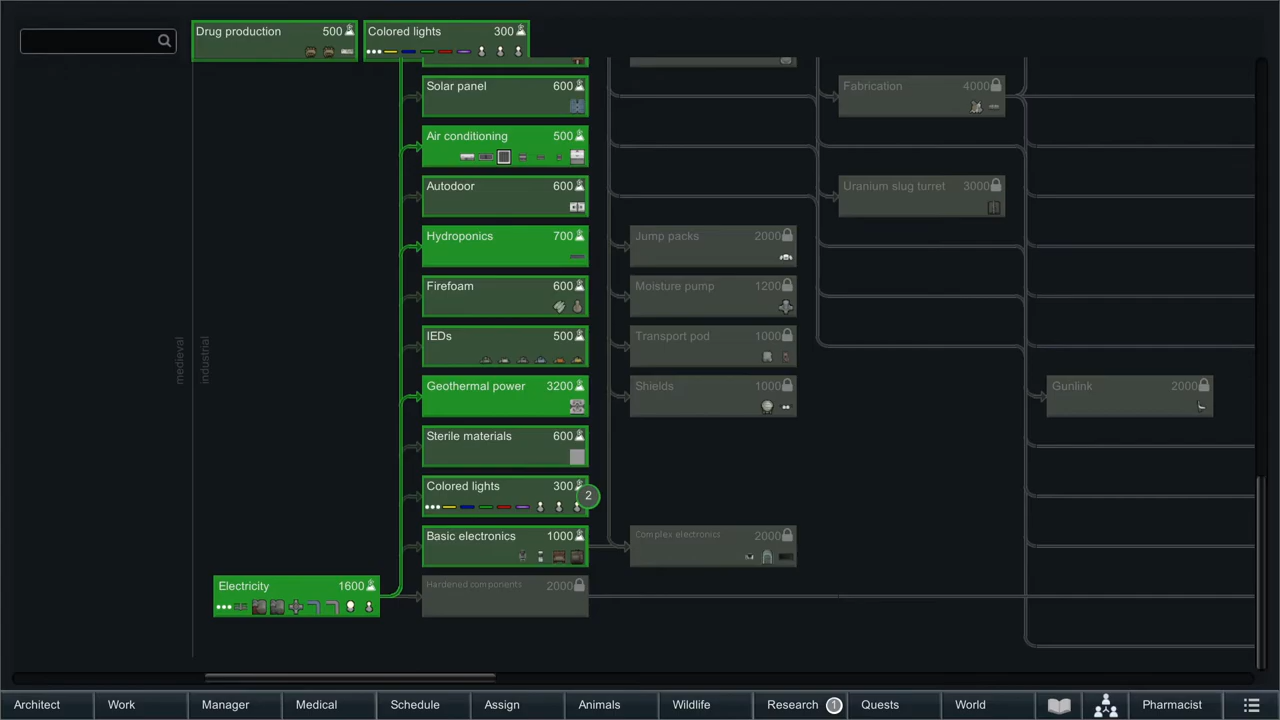 Drug production 500
Colored lights 300
Solar panel 600
Fabrication 4000
Air conditioning 500
Autodoor 600
Uranium slug turret 3000
Hydroponics 700
Jump packs 2000
Firefoam 600
Moisture pump 1200
IEDs 500
Transport pod 1000
medieval
industrial
Geothermal power 3200
Shields 1000
Gunlink 2000
Sterile materials 600
Colored lights 300
2
Basic electronics 1000
Complex electronics 2000
Electricity 1600
Hardened components 2000
Architect Work Manager Medical Schedule Assign Animals Wildlife Research 1 Quests World Pharmacist